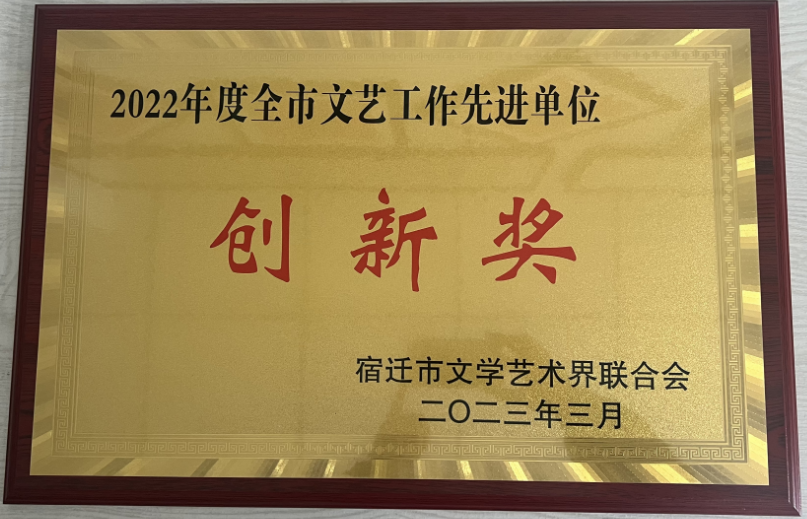 2022年度全市文艺工作先进单位
创新奖
宿迁市文学艺术界联合会
二〇二三年三月